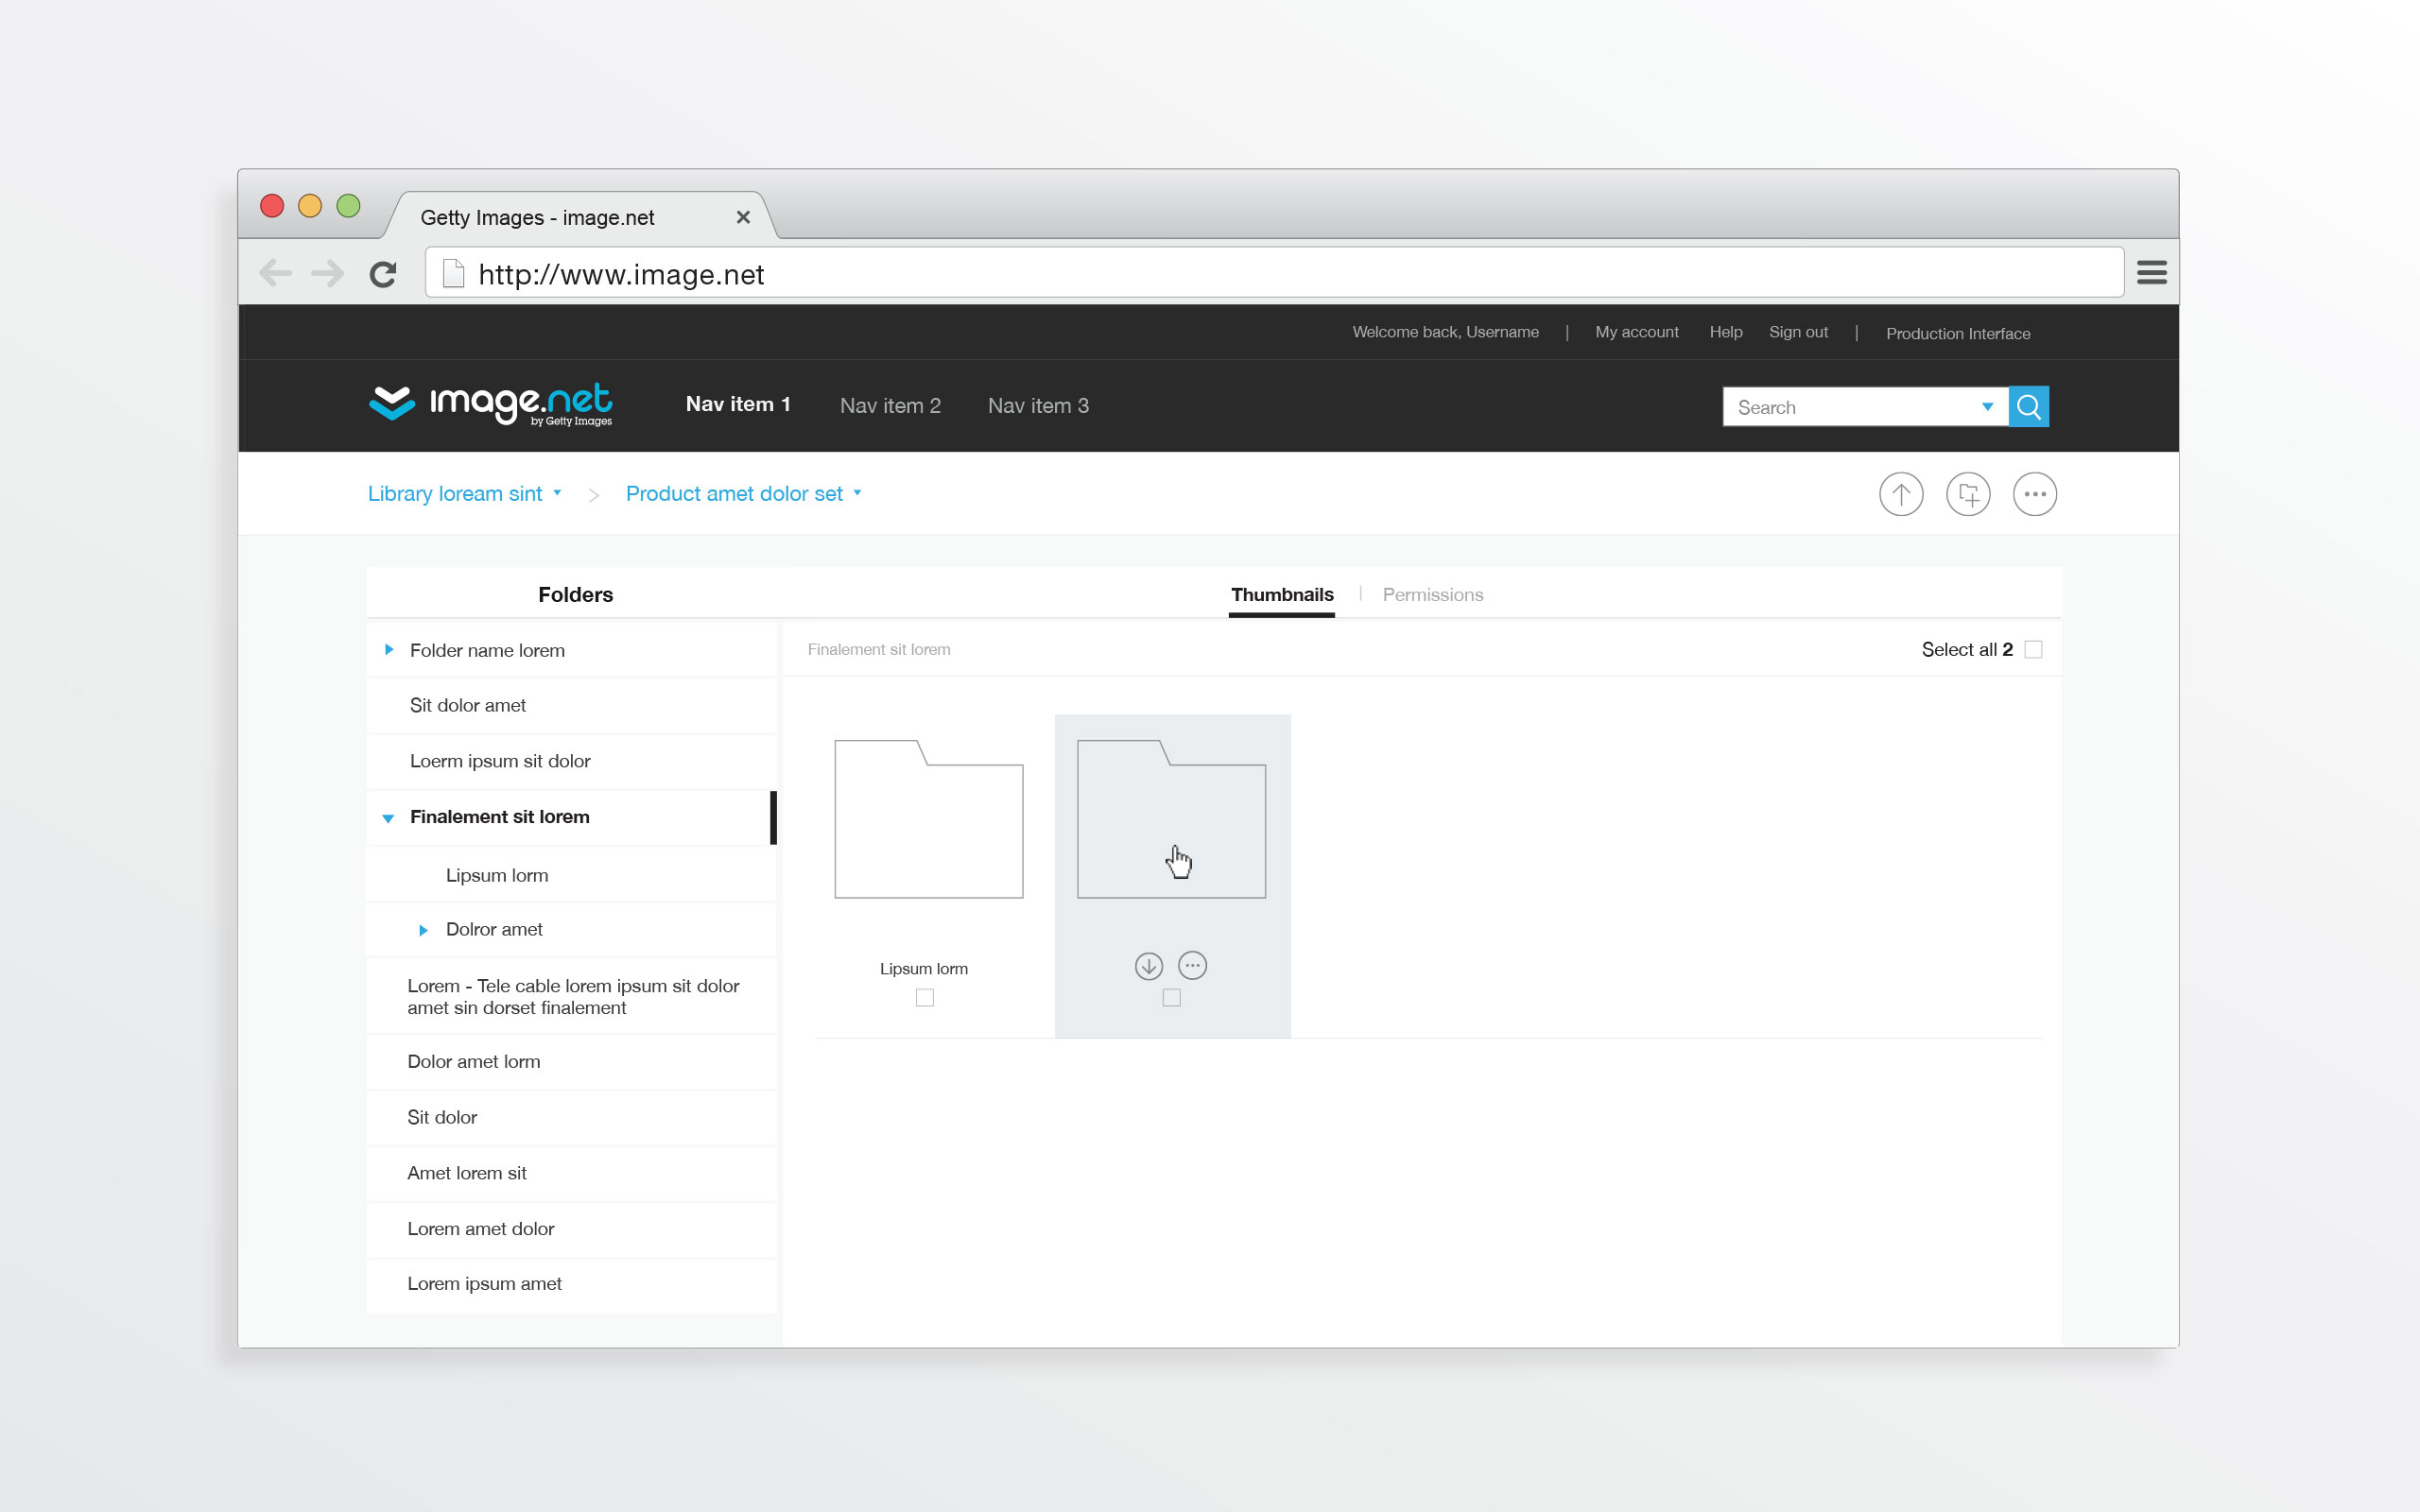 Getty Images - image.net
http://www.image.net
Welcome back, Username | My account Help Sign out | Production Interface
image.net
by Getty Images
Nav item 1 Nav item 2 Nav item 3
Search
Library loream sint > Product amet dolor set
Folders
Thumbnails | Permissions
Folder name lorem
Sit dolor amet
Loerm ipsum sit dolor
Finalement sit lorem
Lipsum lorm
Dolror amet
Lorem - Tele cable lorem ipsum sit dolor
amet sin dorset finalement
Dolor amet lorm
Sit dolor
Amet lorem sit
Lorem amet dolor
Lorem ipsum amet
Finalement sit lorem
Select all 2
Lipsum lorm